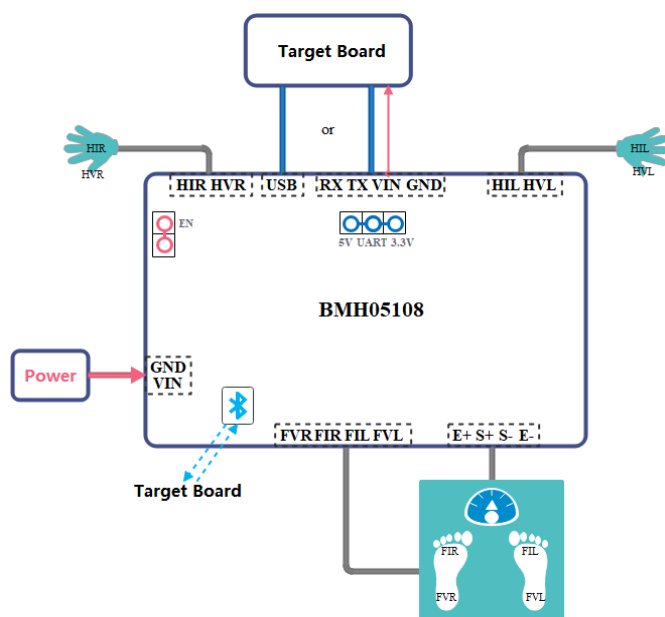 Target Board
or
HIR
HVR
HIL
HVL
HIR HVR
USB
RX TX VIN GND
HIL HVL
EN
5V UART 3.3V
BMH05108
Power
GND
VIN
FVR FIR FIL FVL
E+ S+ S- E-
Target Board
FIR
FIL
FVR
FVL